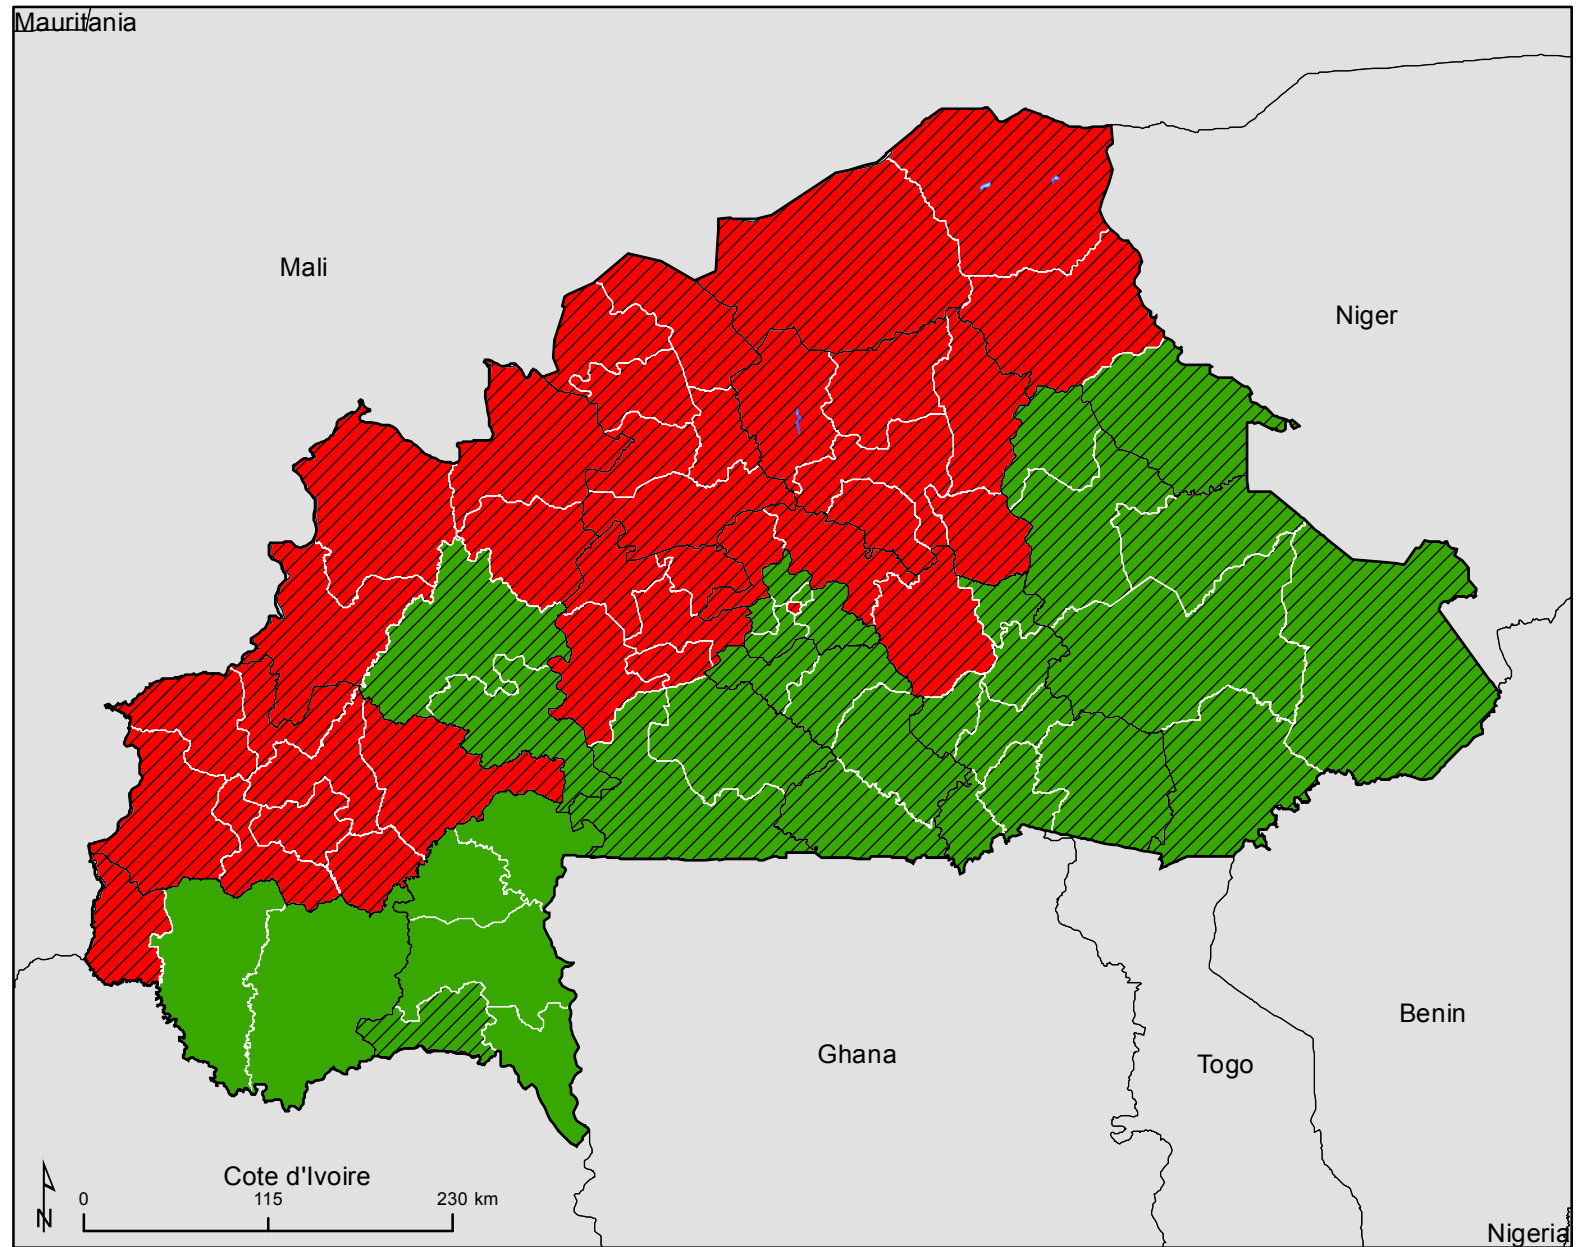 Mauritania
Mali
Niger
Benin
Ghana
Togo
Cote d'Ivoire
0 115 230 km
N
Nigeria